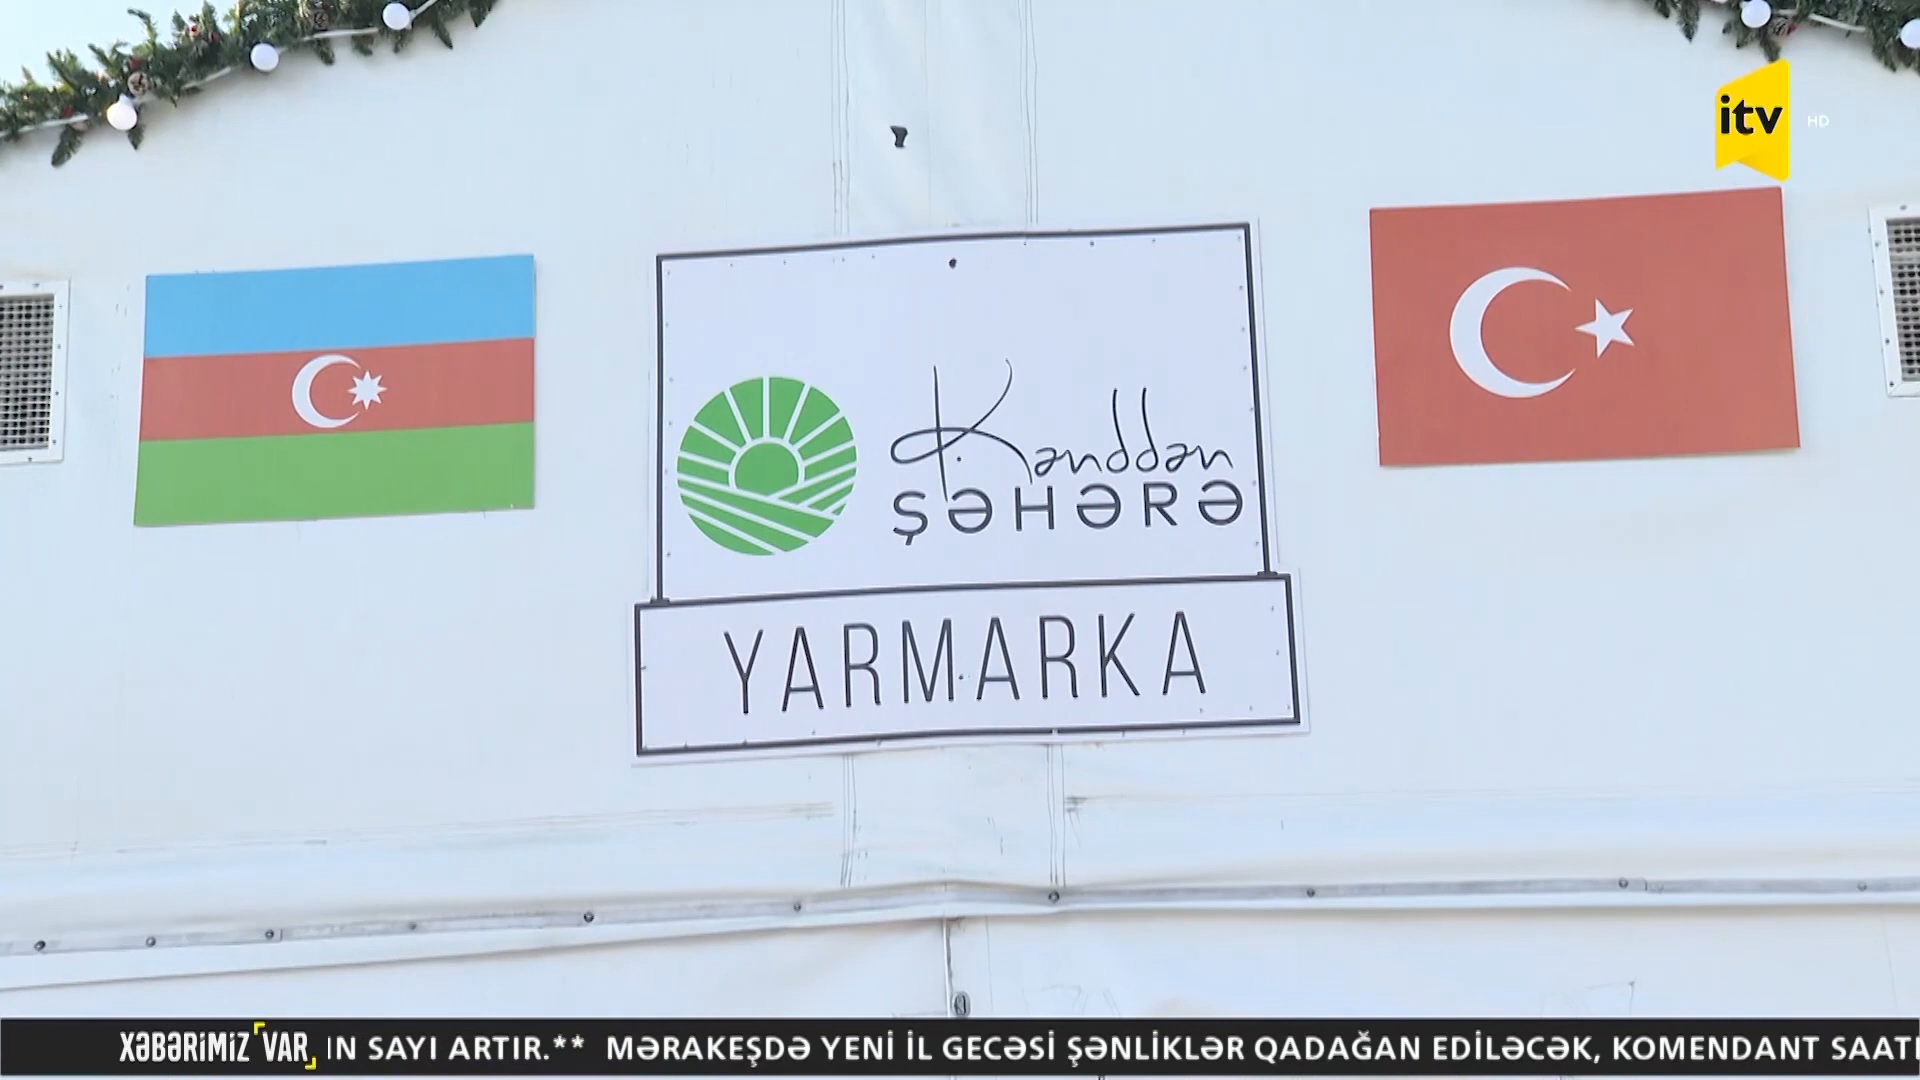 itv HD
Kənddən
ŞƏHƏRƏ
YARMARKA
XƏBƏRİMİZ VAR IN SAYI ARTIR.** MƏRAKEŞDƏ YENİ İL GECƏSİ ŞƏNLİKLƏR QADAĞAN EDİLƏCƏK, KOMENDANT SAATI